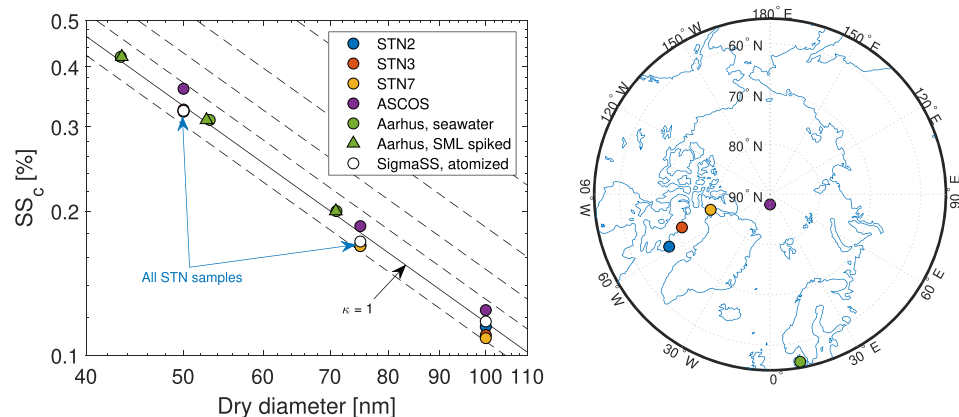 0.5
0.4
0.3
0.2
0.1
SS_c [%]
40
50
60
70
80
90
100
110
Dry diameter [nm]
STN2
STN3
STN7
ASCOS
Aarhus, seawater
Aarhus, SML spiked
SigmaSS, atomized
All STN samples
κ = 1
180° E
150° W
150° E
120° W
120° E
90° W
90° E
60° W
60° E
30° W
30° E
0°
60° N
70° N
80° N
90° N